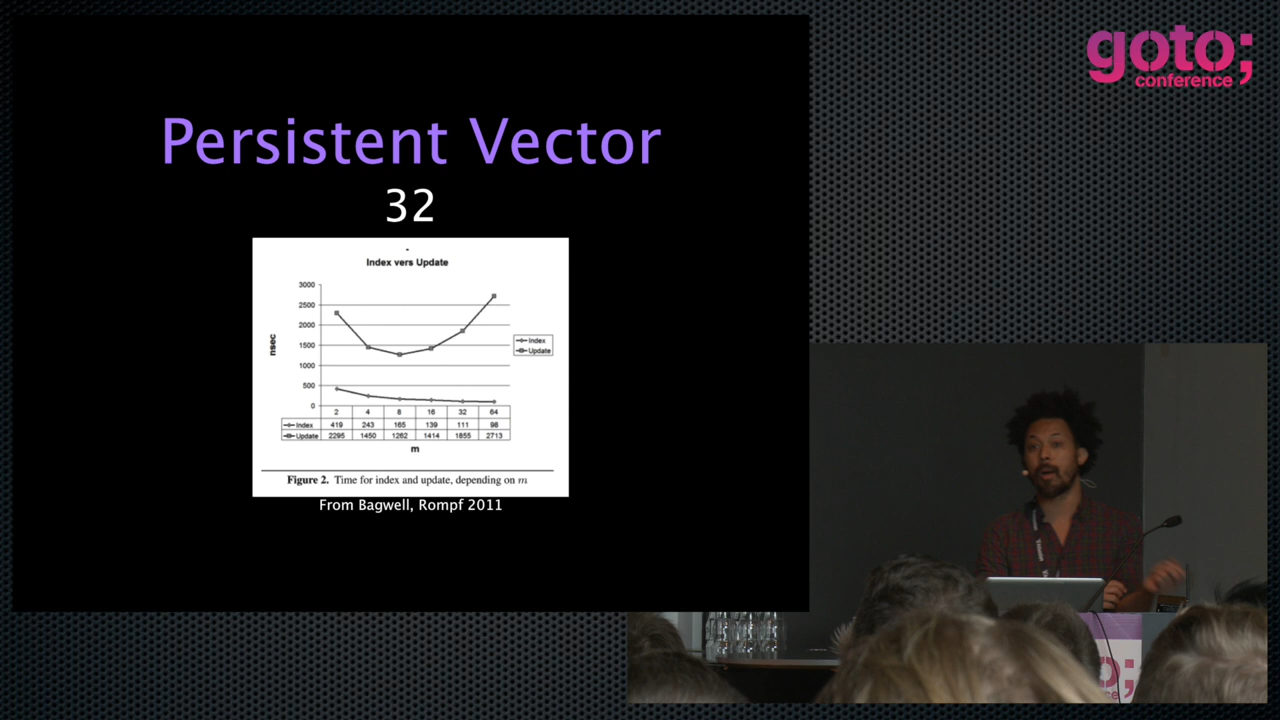 goto;
conference
Persistent Vector
32
Index vers Update
3000
2500
2000
1500
1000
500
0
nsec
Index
Update
2 4 8 16 32 64
Index 419 243 165 139 111 98
Update 2295 1450 1262 1414 1855 2713
m
Figure 2. Time for index and update, depending on m
From Bagwell, Rompf 2011